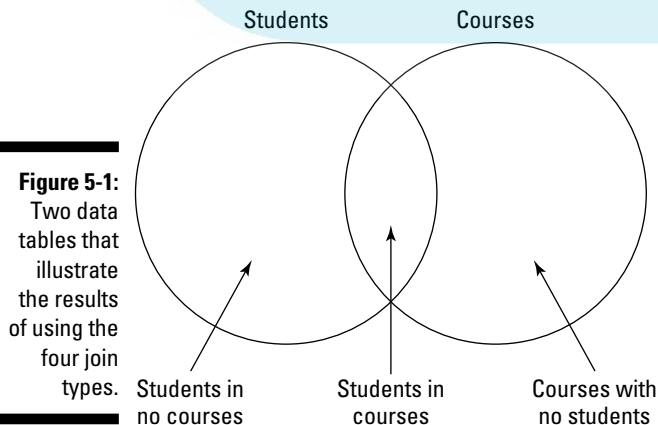 Students
Courses
Figure 5-1:
Two data
tables that
illustrate
the results
of using the
four join
types.
Students in
no courses
Students in
courses
Courses with
no students